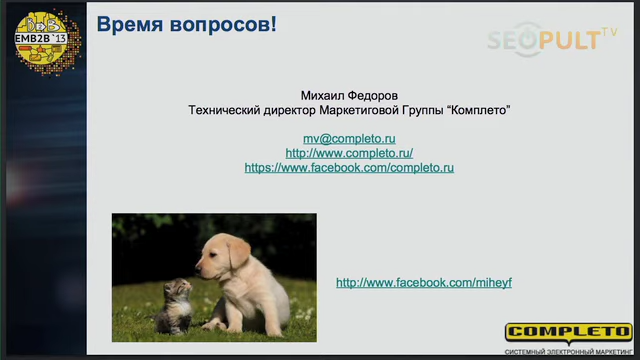 B2B
EMB2B`13
Время вопросов!
SEOPULT TV
Михаил Федоров
Технический директор Маркетиговой Группы “Комплето”
mv@completo.ru
http://www.completo.ru/
https://www.facebook.com/completo.ru
http://www.facebook.com/miheyf
COMPLETO
СИСТЕМНЫЙ ЭЛЕКТРОННЫЙ МАРКЕТИНГ